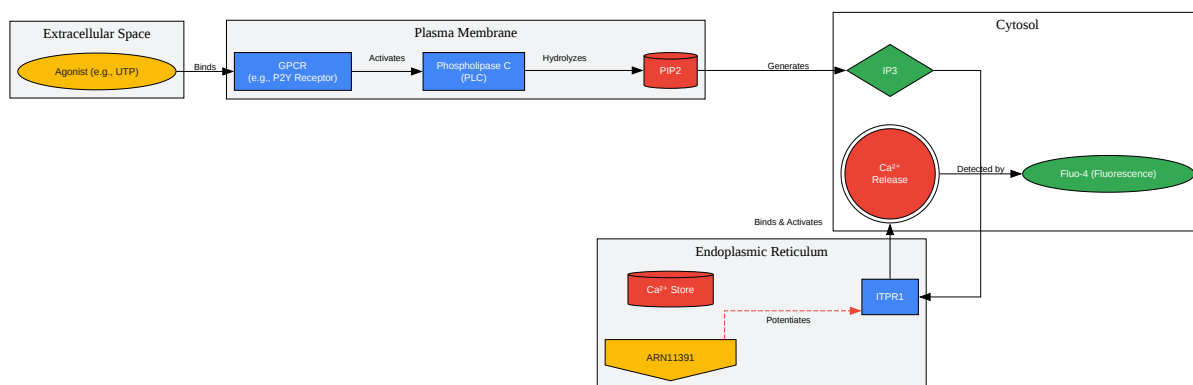 Extracellular Space
Agonist (e.g., UTP)
Binds
Plasma Membrane
GPCR
(e.g., P2Y Receptor)
Activates
Phospholipase C
(PLC)
Hydrolyzes
PIP2
Generates
Cytosol
IP3
Ca²⁺
Release
Detected by
Fluo-4 (Fluorescence)
Binds & Activates
Endoplasmic Reticulum
Ca²⁺ Store
ITPR1
Potentiates
ARN11391